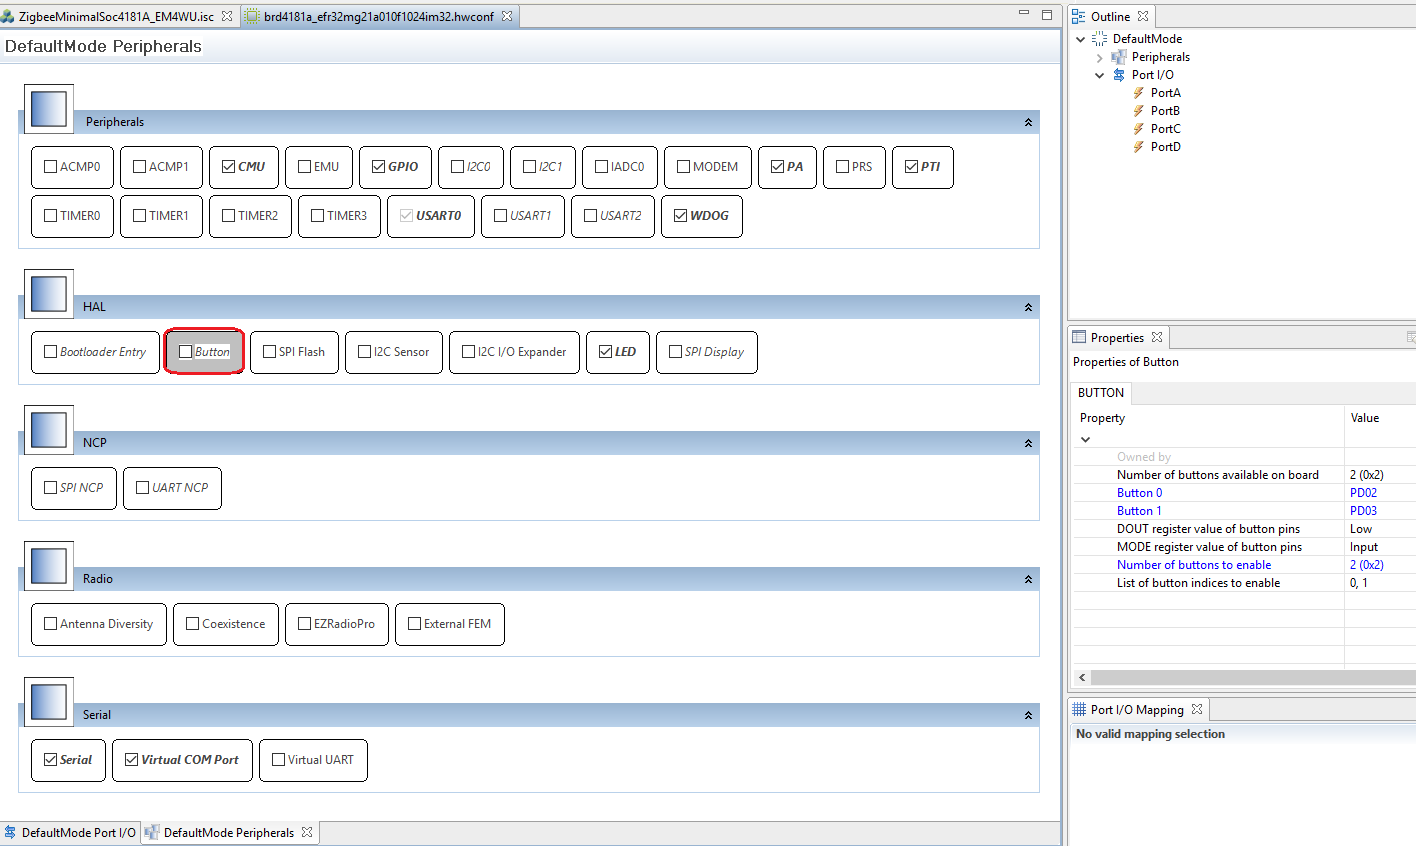 ZigbeeMinimalSoc4181A_EM4WU.isc
brd4181a_efr32mg21a010f1024im32.hwconf
DefaultMode Peripherals
Peripherals
ACMP0 ACMP1 CMU EMU GPIO I2C0 I2C1 IADC0 MODEM PA PRS PTI
TIMER0 TIMER1 TIMER2 TIMER3 USART0 USART1 USART2 WDOG
HAL
Bootloader Entry Button SPI Flash I2C Sensor I2C I/O Expander LED SPI Display
NCP
SPI NCP UART NCP
Radio
Antenna Diversity Coexistence EZRadioPro External FEM
Serial
Serial Virtual COM Port Virtual UART
DefaultMode Port I/O DefaultMode Peripherals
Outline
DefaultMode
Peripherals
Port I/O
PortA
PortB
PortC
PortD
Properties
Properties of Button
BUTTON
Property Value
Owned by
Number of buttons available on board 2 (0x2)
Button 0 PD02
Button 1 PD03
DOUT register value of button pins Low
MODE register value of button pins Input
Number of buttons to enable 2 (0x2)
List of button indices to enable 0, 1
Port I/O Mapping
No valid mapping selection